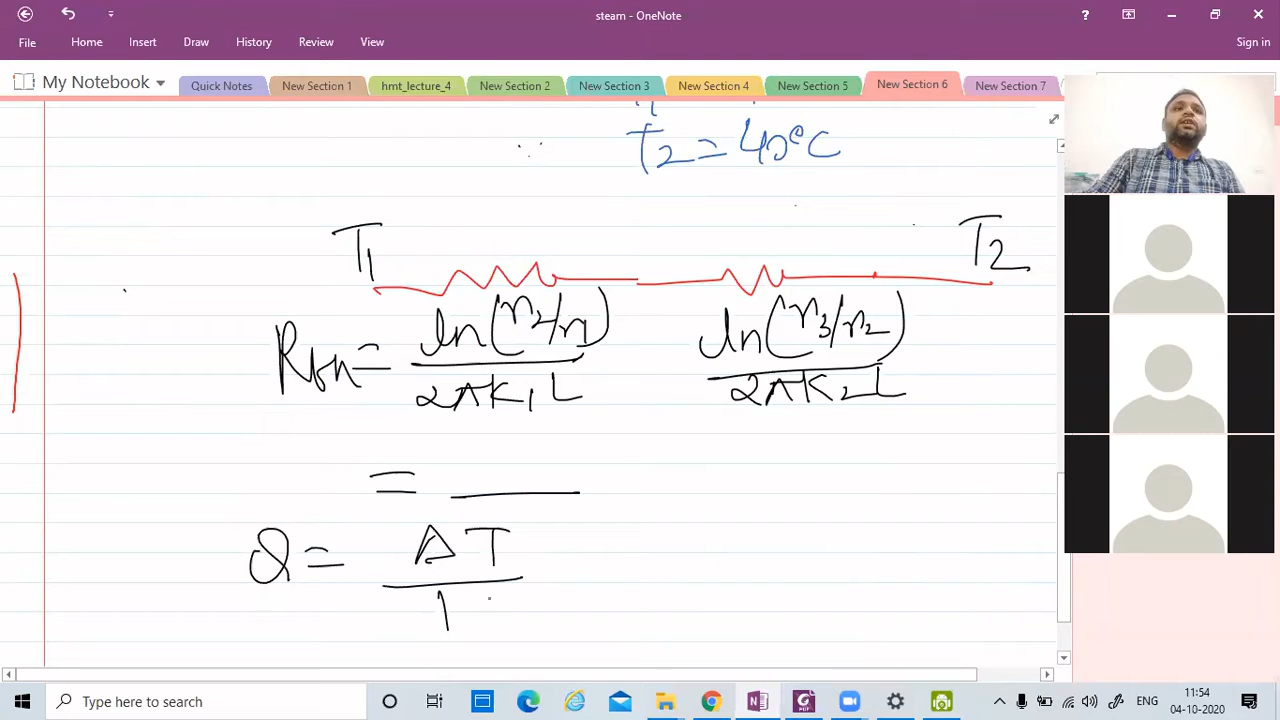 steam - OneNote
?
File Home Insert Draw History Review View Sign in
My Notebook Quick Notes New Section 1 hmt_lecture_4 New Section 2 New Section 3 New Section 4 New Section 5 New Section 6 New Section 7
T2 = 40°C
T1 T2
Rth = ln(r2/r1) ln(r3/r2)
2πK1L 2πK2L
=
Q = ΔT
Type here to search
ENG 11:54
04-10-2020